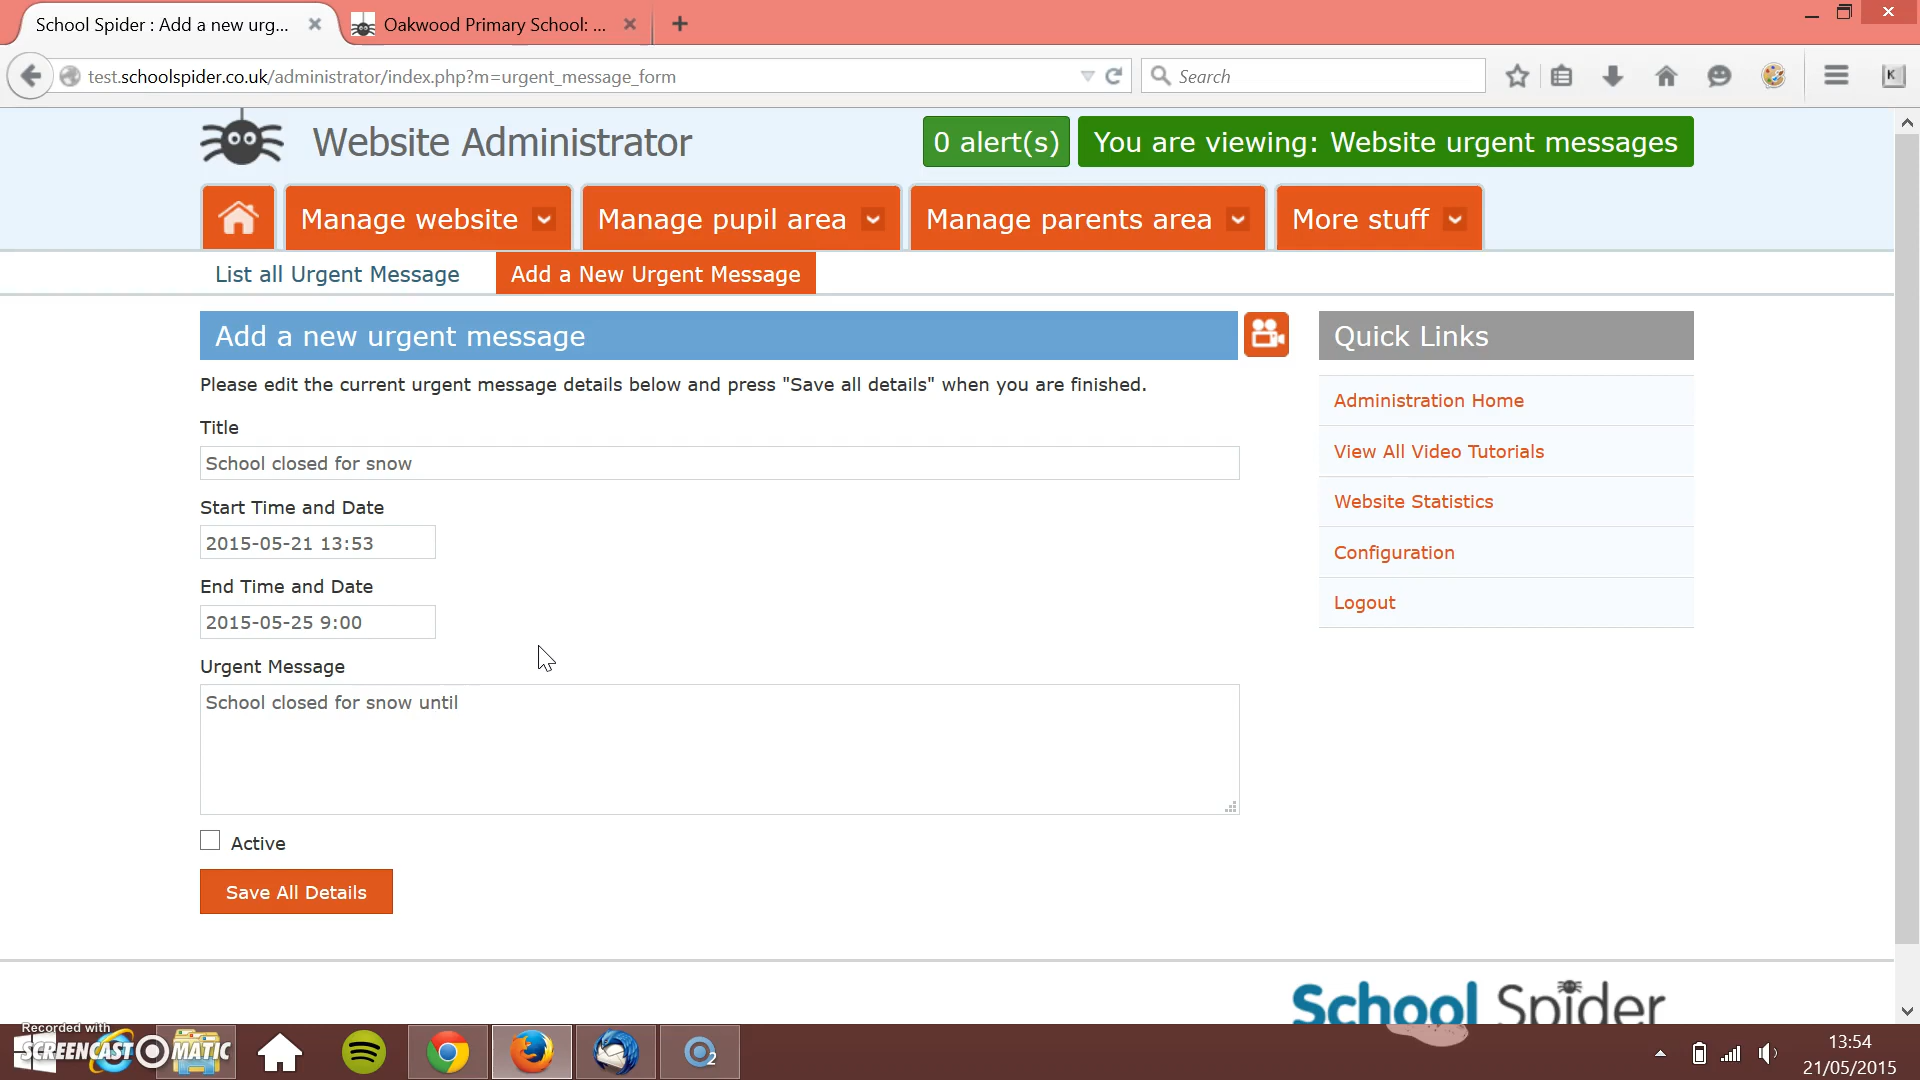 School Spider : Add a new urg...
Oakwood Primary School: ...
test.schoolspider.co.uk/administrator/index.php?m=urgent_message_form
Search
K
Website Administrator
0 alert(s)
You are viewing: Website urgent messages
Manage website
Manage pupil area
Manage parents area
More stuff
List all Urgent Message
Add a New Urgent Message
Add a new urgent message
Quick Links
Please edit the current urgent message details below and press "Save all details" when you are finished.
Administration Home
Title
School closed for snow
View All Video Tutorials
Start Time and Date
Website Statistics
2015-05-21 13:53
Configuration
End Time and Date
Logout
2015-05-25 9:00
Urgent Message
School closed for snow until
Active
Save All Details
School Spider
Recorded with
SCREENCAST MATIC
2
13:54
21/05/2015